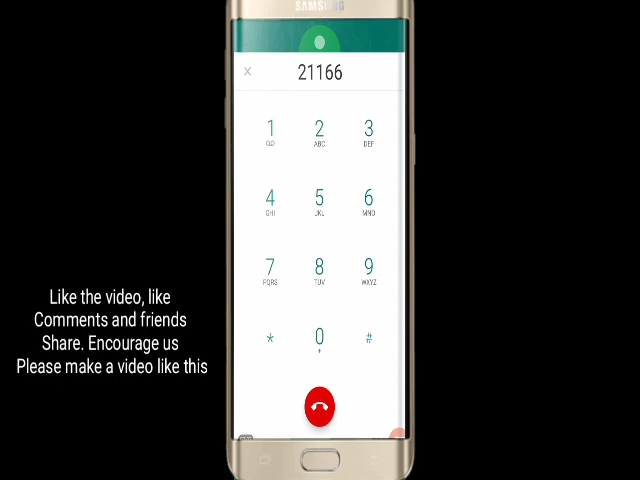 SAMSUNG
× 21166
1 2 3
ABC DEF
4 5 6
GHI JKL MNO
7 8 9
PQRS TUV WXYZ
* 0 #
+
Like the video, like
Comments and friends
Share. Encourage us
Please make a video like this